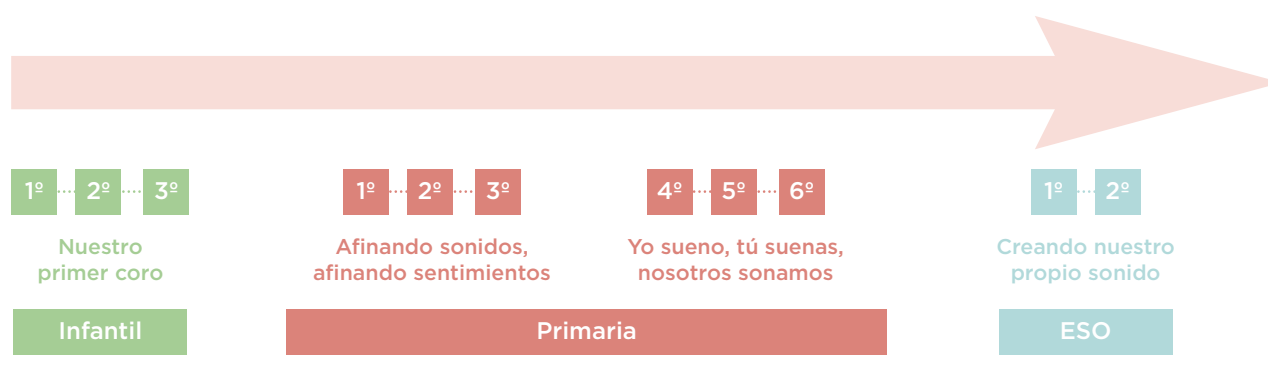 1º 2º 3º
Nuestro
primer coro
Infantil
1º 2º 3º
Afinando sonidos,
afinando sentimientos
4º 5º 6º
Yo sueno, tú suenas,
nosotros sonamos
Primaria
1º 2º
Creando nuestro
propio sonido
ESO